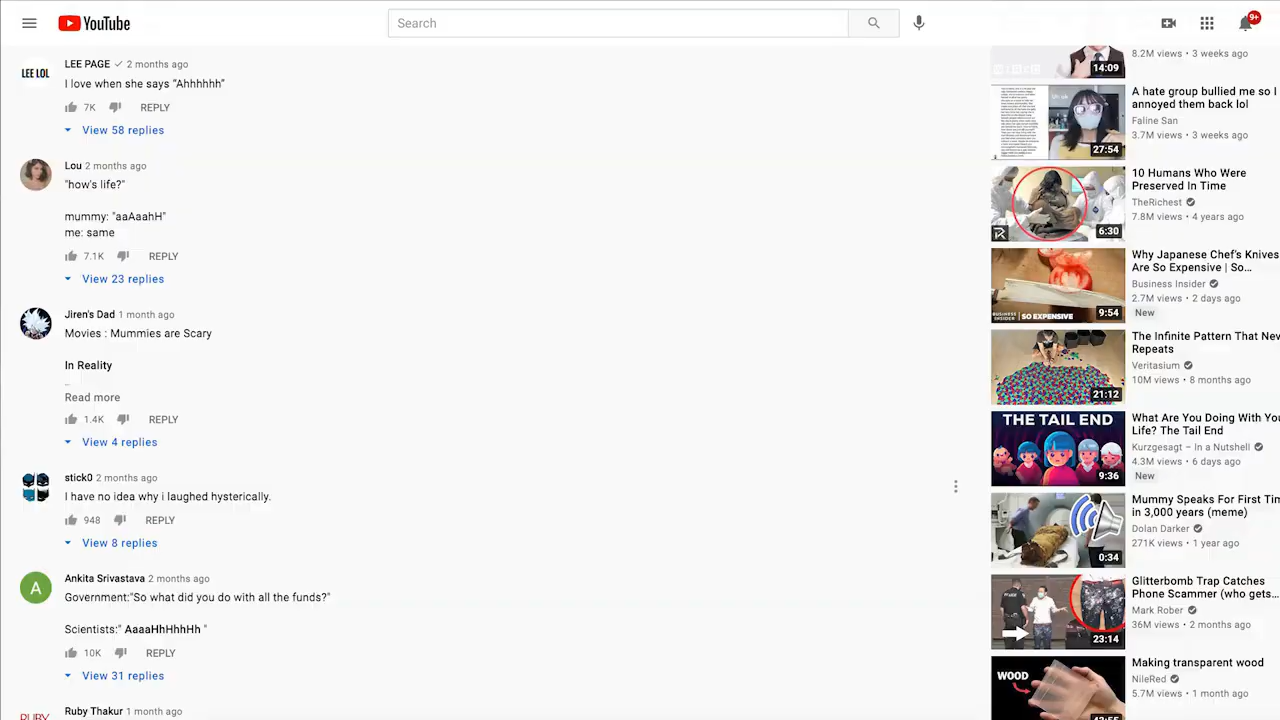 YouTube
Search
9+
LEE LOL
LEE PAGE 2 months ago
I love when she says "Ahhhhhh"
7K REPLY
View 58 replies
Lou 2 months ago
"how's life?"
mummy: "aaAaahH"
me: same
7.1K REPLY
View 23 replies
Jiren's Dad 1 month ago
Movies : Mummies are Scary
In Reality
Read more
1.4K REPLY
View 4 replies
stick0 2 months ago
I have no idea why i laughed hysterically.
948 REPLY
View 8 replies
A
Ankita Srivastava 2 months ago
Government:"So what did you do with all the funds?"
Scientists:" AaaaHhHhhHh "
10K REPLY
View 31 replies
RUBY
Ruby Thakur 1 month ago
WIRED
14:09
8.2M views • 3 weeks ago
27:54
A hate group bullied me so
annoyed them back lol
Faline San
3.7M views • 3 weeks ago
6:30
10 Humans Who Were
Preserved In Time
TheRichest
7.8M views • 4 years ago
BUSINESS INSIDER | SO EXPENSIVE
9:54
Why Japanese Chef's Knives
Are So Expensive | So...
Business Insider
2.7M views • 2 days ago
New
21:12
The Infinite Pattern That Nev
Repeats
Veritasium
10M views • 8 months ago
THE TAIL END
9:36
What Are You Doing With You
Life? The Tail End
Kurzgesagt – In a Nutshell
4.3M views • 6 days ago
New
0:34
Mummy Speaks For First Tim
in 3,000 years (meme)
Dolan Darker
271K views • 1 year ago
23:14
Glitterbomb Trap Catches
Phone Scammer (who gets...
Mark Rober
36M views • 2 months ago
WOOD
Making transparent wood
NileRed
5.7M views • 1 month ago